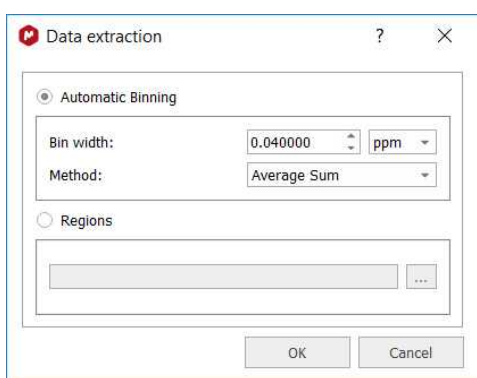 Data extraction ?
Automatic Binning
Bin width: 0.040000 ppm
Method: Average Sum
Regions
...
OK Cancel